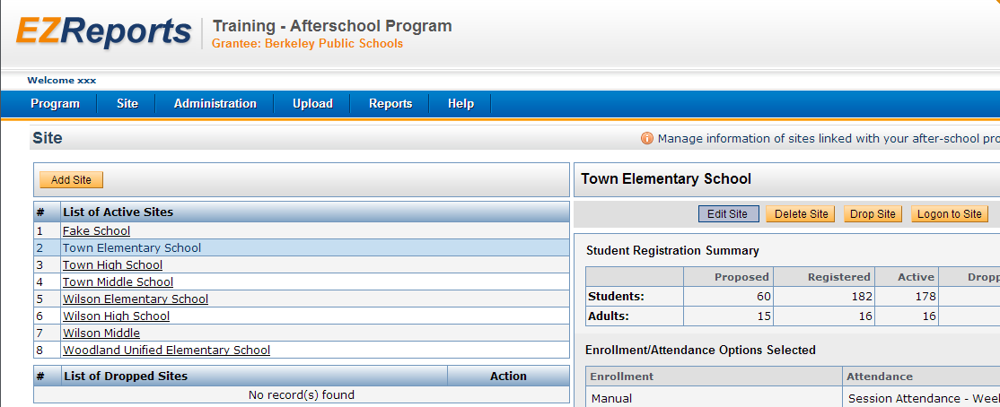 EZReports
Training - Afterschool Program
Grantee: Berkeley Public Schools
Welcome xxx
Program Site Administration Upload Reports Help
Site
Manage information of sites linked with your after-school
Add Site
# List of Active Sites
1 Fake School
2 Town Elementary School
3 Town High School
4 Town Middle School
5 Wilson Elementary School
6 Wilson High School
7 Wilson Middle
8 Woodland Unified Elementary School
# List of Dropped Sites Action
No record(s) found
Town Elementary School
Edit Site Delete Site Drop Site Logon to Site
Student Registration Summary
Proposed Registered Active
Students: 60 182 178
Adults: 15 16 16
Enrollment/Attendance Options Selected
Enrollment Attendance
Manual Session Attendance -